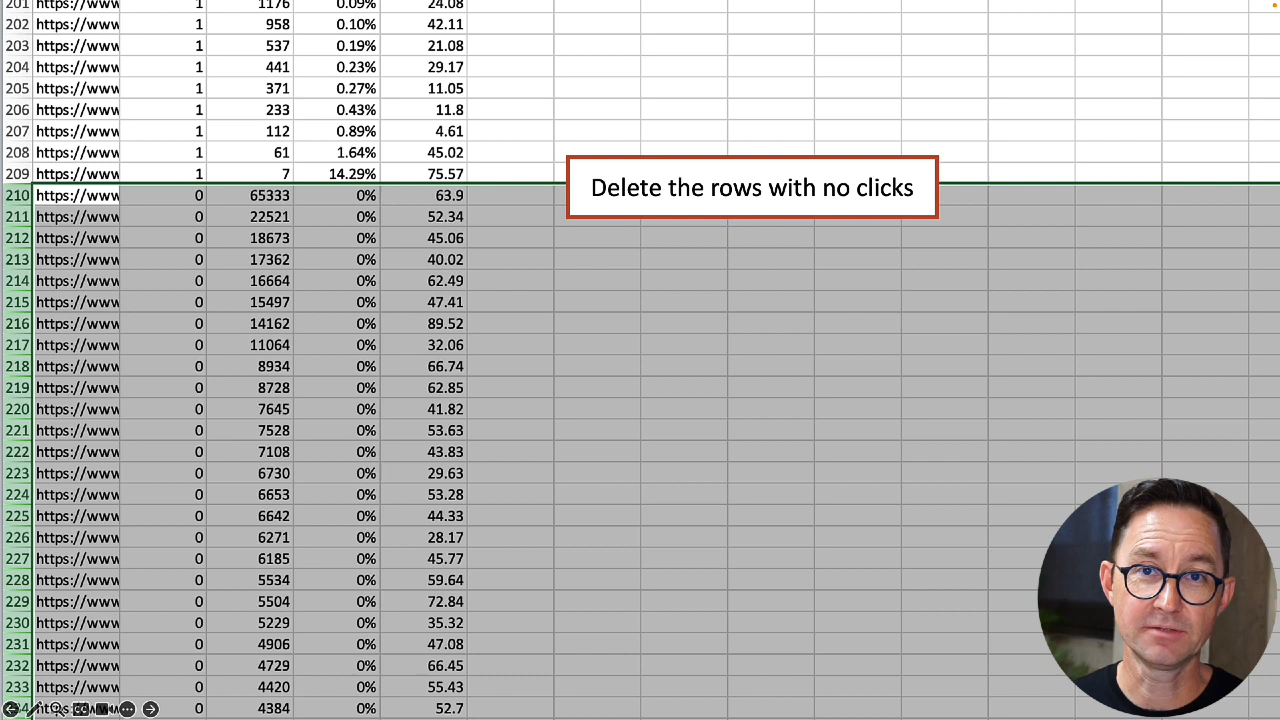 201 https://www 1 1176 0.09% 24.08
202 https://www 1 958 0.10% 42.11
203 https://www 1 537 0.19% 21.08
204 https://www 1 441 0.23% 29.17
205 https://www 1 371 0.27% 11.05
206 https://www 1 233 0.43% 11.8
207 https://www 1 112 0.89% 4.61
208 https://www 1 61 1.64% 45.02
209 https://www 1 7 14.29% 75.57
Delete the rows with no clicks
210 https://www 0 65333 0% 63.9
211 https://www 0 22521 0% 52.34
212 https://www 0 18673 0% 45.06
213 https://www 0 17362 0% 40.02
214 https://www 0 16664 0% 62.49
215 https://www 0 15497 0% 47.41
216 https://www 0 14162 0% 89.52
217 https://www 0 11064 0% 32.06
218 https://www 0 8934 0% 66.74
219 https://www 0 8728 0% 62.85
220 https://www 0 7645 0% 41.82
221 https://www 0 7528 0% 53.63
222 https://www 0 7108 0% 43.83
223 https://www 0 6730 0% 29.63
224 https://www 0 6653 0% 53.28
225 https://www 0 6642 0% 44.33
226 https://www 0 6271 0% 28.17
227 https://www 0 6185 0% 45.77
228 https://www 0 5534 0% 59.64
229 https://www 0 5504 0% 72.84
230 https://www 0 5229 0% 35.32
231 https://www 0 4906 0% 47.08
232 https://www 0 4729 0% 66.45
233 https://www 0 4420 0% 55.43
0 4384 0% 52.7